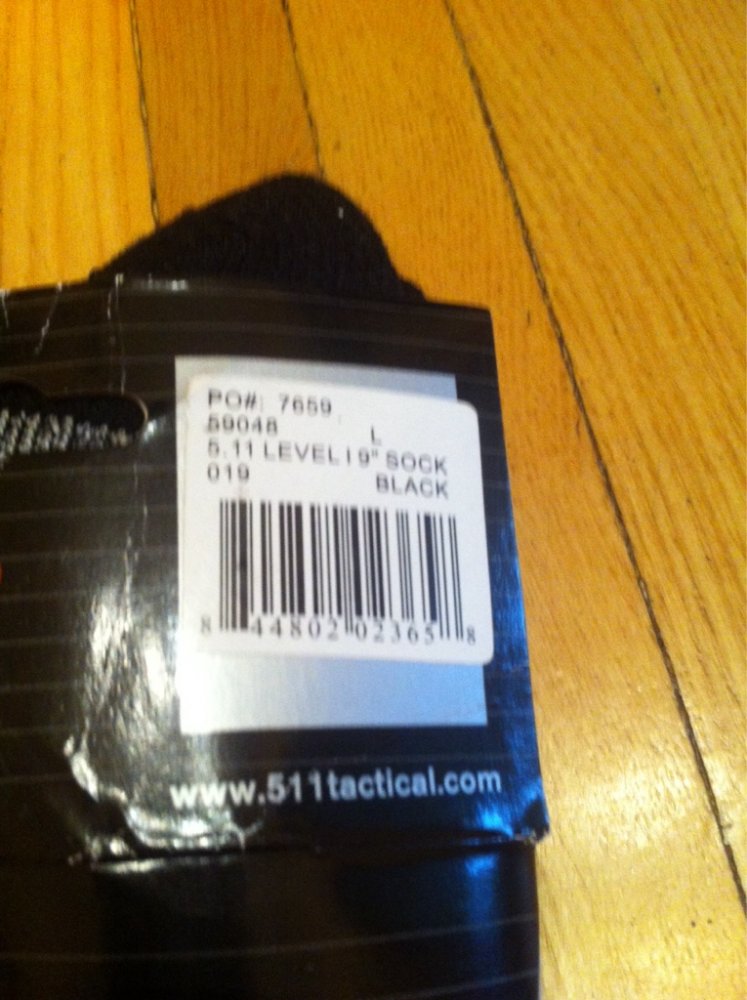 PO#: 7659
59048 L
5.11 LEVEL I 9" SOCK
019 BLACK
8 44802 02365 8
www.511tactical.com